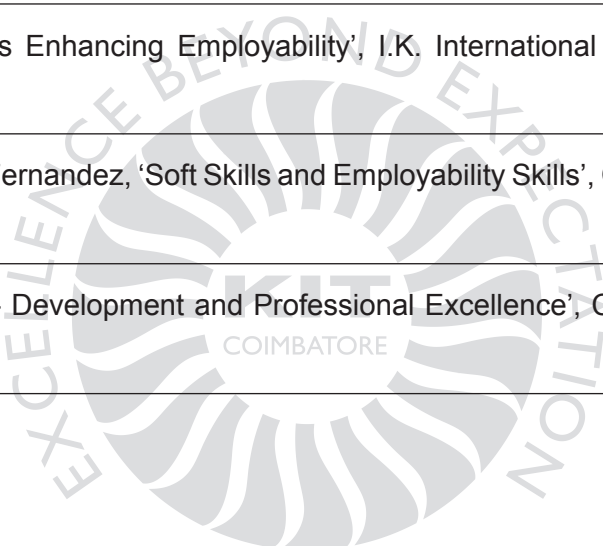 s Enhancing Employability’, I.K. International
ernandez, ‘Soft Skills and Employability Skills’,
Development and Professional Excellence’,
EXCELLENCE BEYOND EXPECTATION
KIT
COIMBATORE